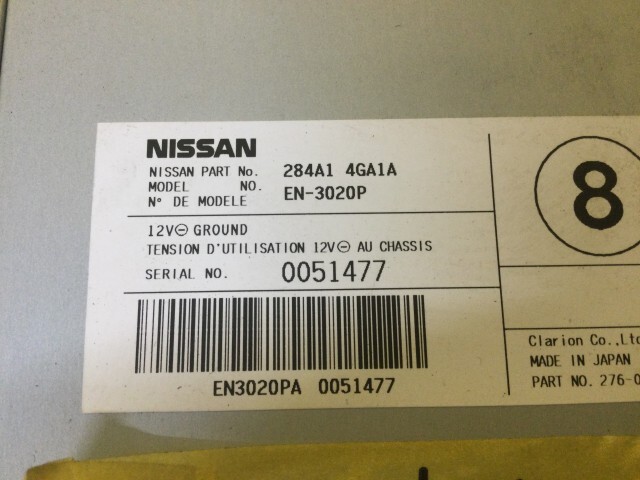 NISSAN
NISSAN PART No. 284A1 4GA1A
MODEL NO. EN-3020P
N° DE MODELE
12V⊖ GROUND
TENSION D'UTILISATION 12V⊖ AU CHASSIS
SERIAL NO. 0051477
EN3020PA 0051477
8
Clarion Co.,Ltd
MADE IN JAPAN
PART NO. 276-0